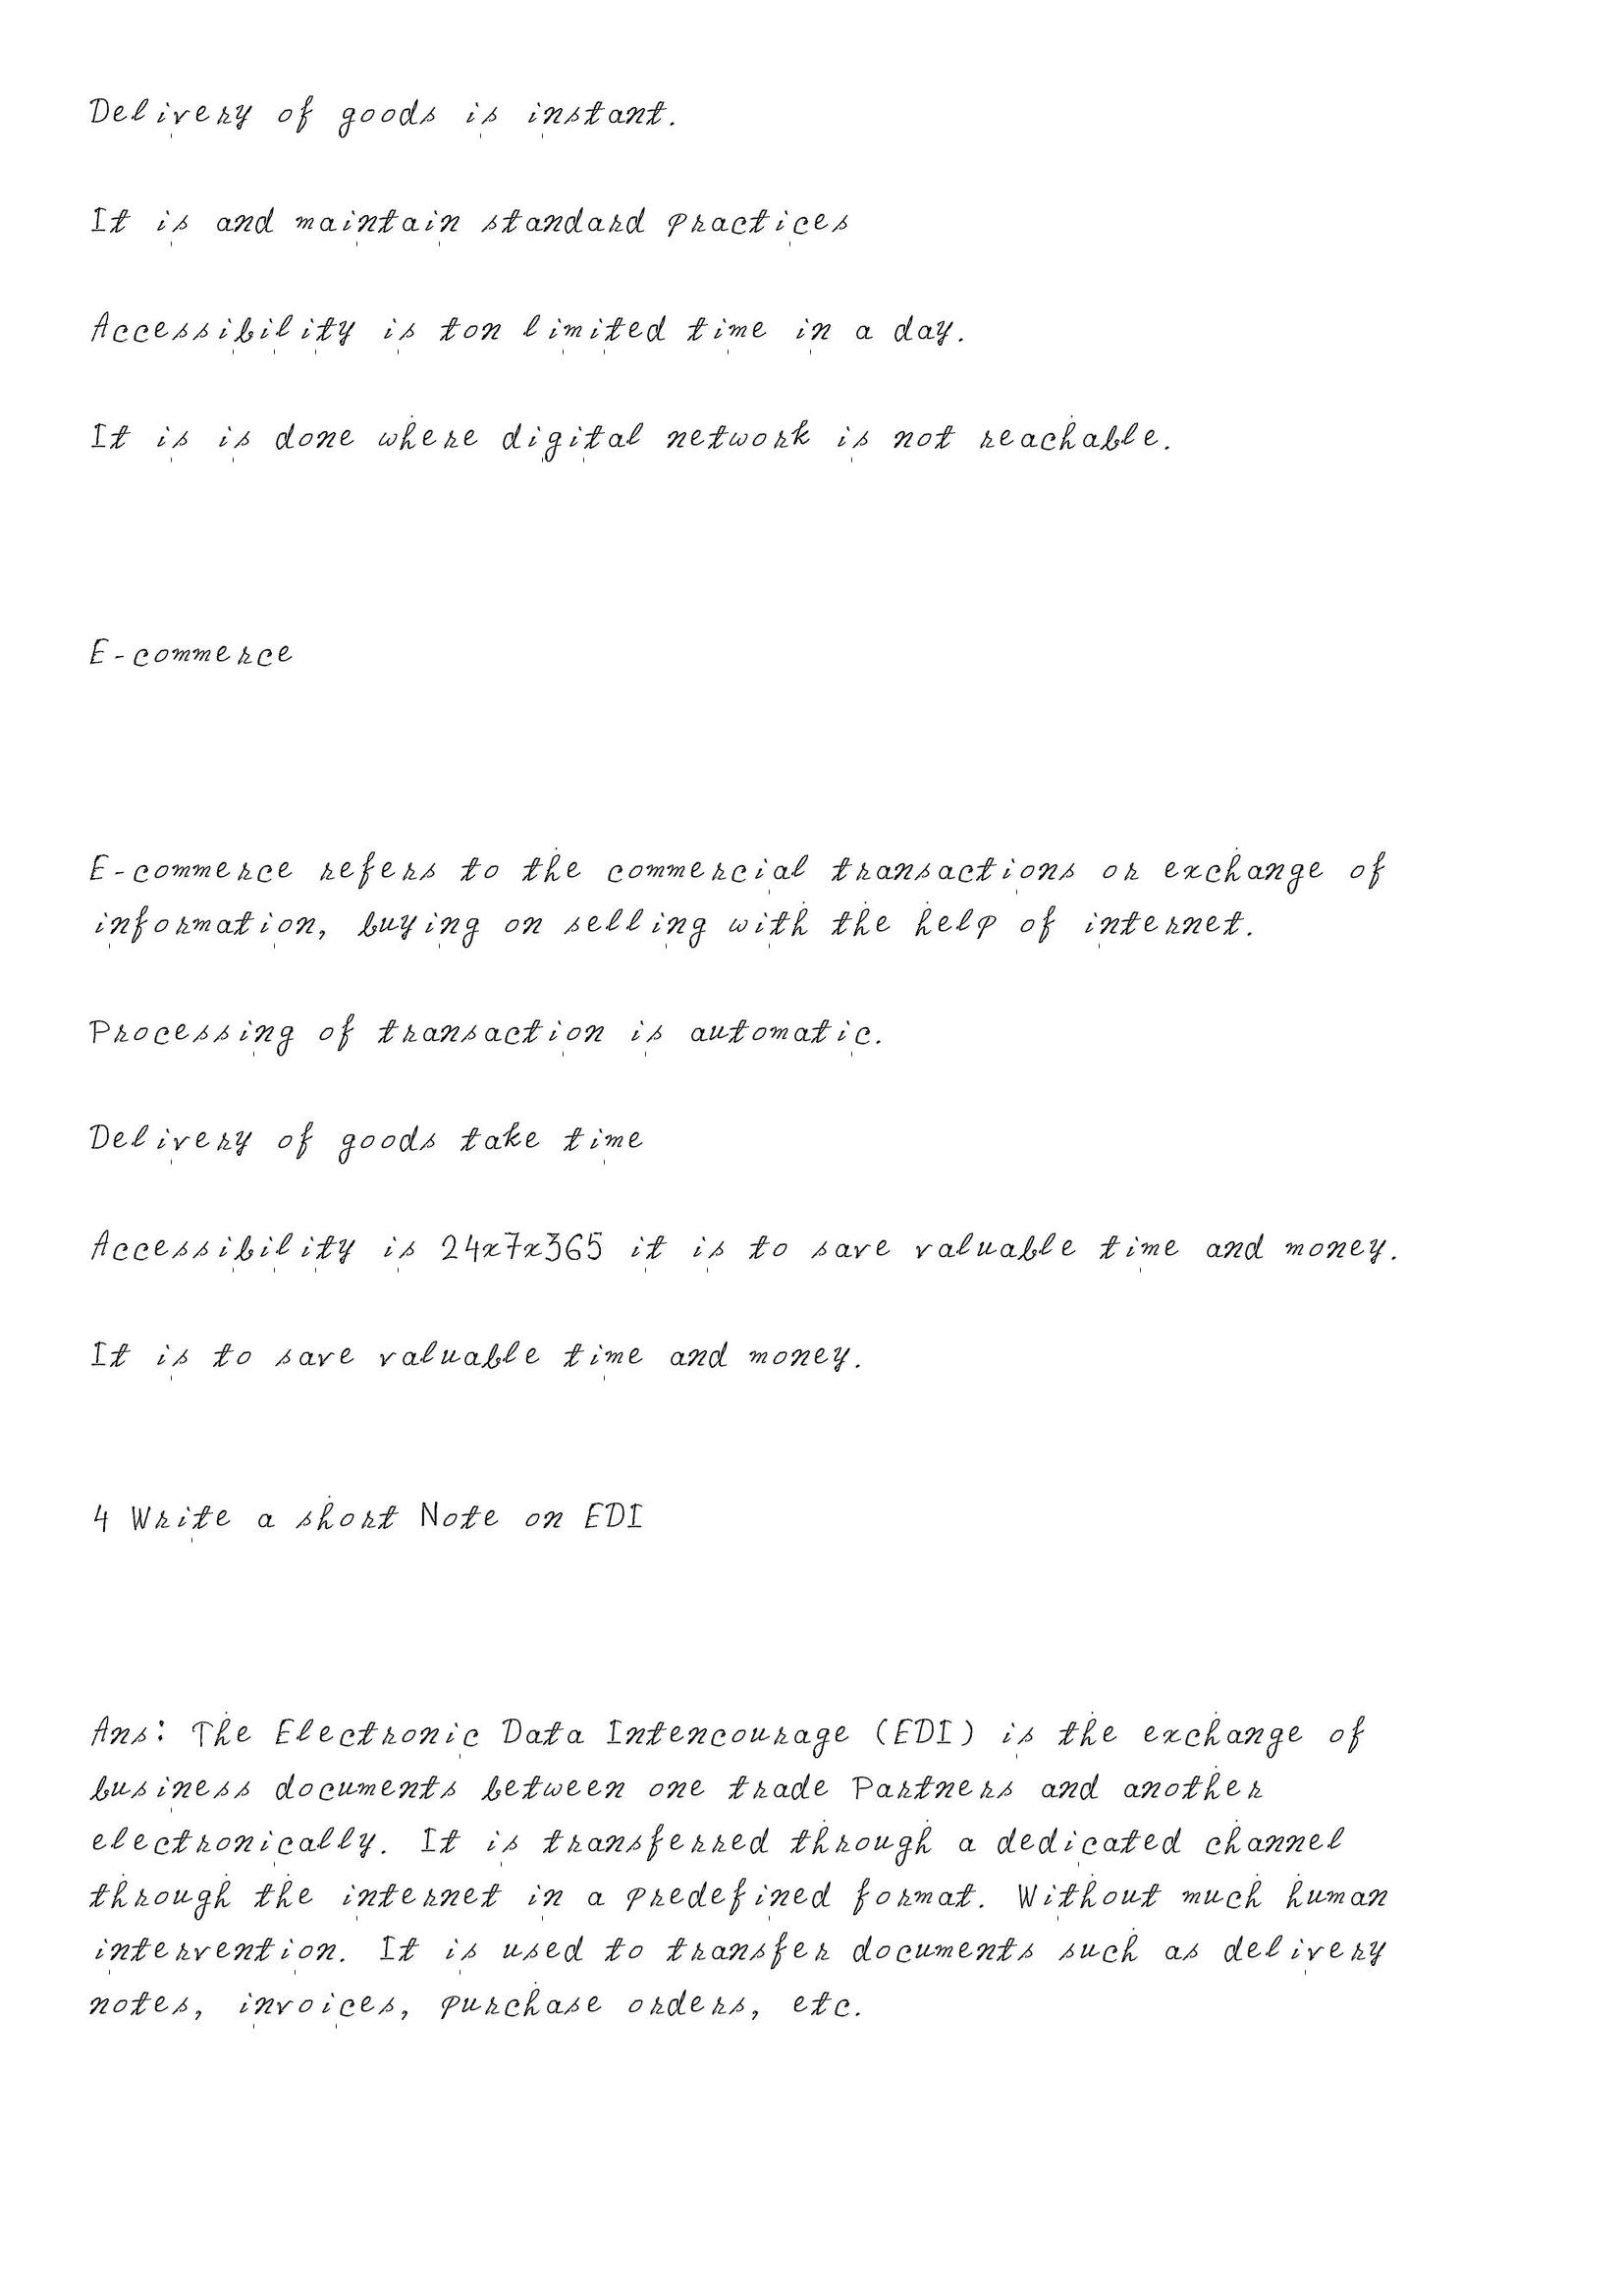 Delivery of goods is instant.
It is and maintain standard practices
Accessibility is ton limited time in a day.
It is is done where digital network is not reachable.
E-commerce
E-commerce refers to the commercial transactions or exchange of
information, buying on selling with the help of internet.
Processing of transaction is automatic.
Delivery of goods take time
Accessibility is 24x7x365 it is to save valuable time and money.
It is to save valuable time and money.
4 Write a short Note on EDI
Ans: The Electronic Data Intencourage (EDI) is the exchange of
business documents between one trade Partners and another
electronically. It is transferred through a dedicated channel
through the internet in a predefined format. Without much human
intervention. It is used to transfer documents such as delivery
notes, invoices, purchase orders, etc.